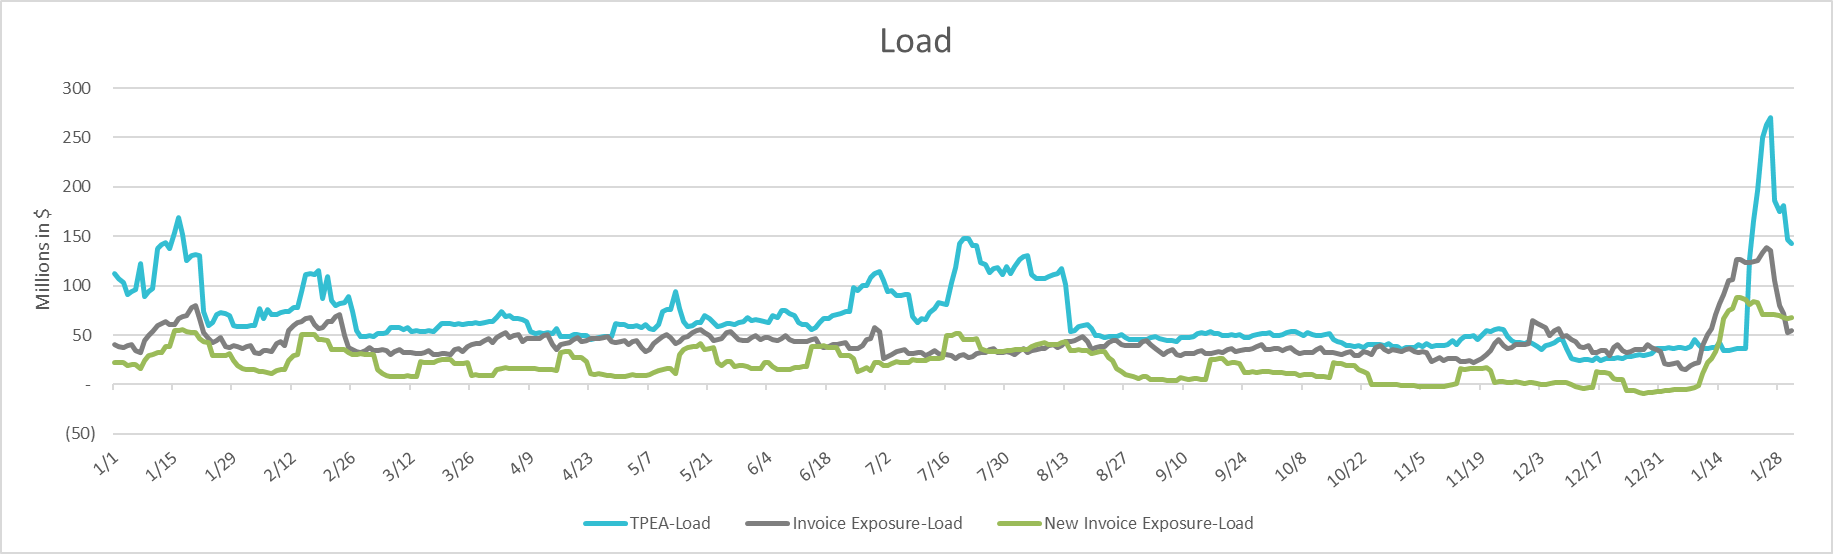 Load
Millions in $
300
250
200
150
100
50
-
(50)
1/1 1/15 1/29 2/12 2/26 3/12 3/26 4/9 4/23 5/7 5/21 6/4 6/18 7/2 7/16 7/30 8/13 8/27 9/10 9/24 10/8 10/22 11/5 11/19 12/3 12/17 12/31 1/14 1/28
TPEA-Load Invoice Exposure-Load New Invoice Exposure-Load